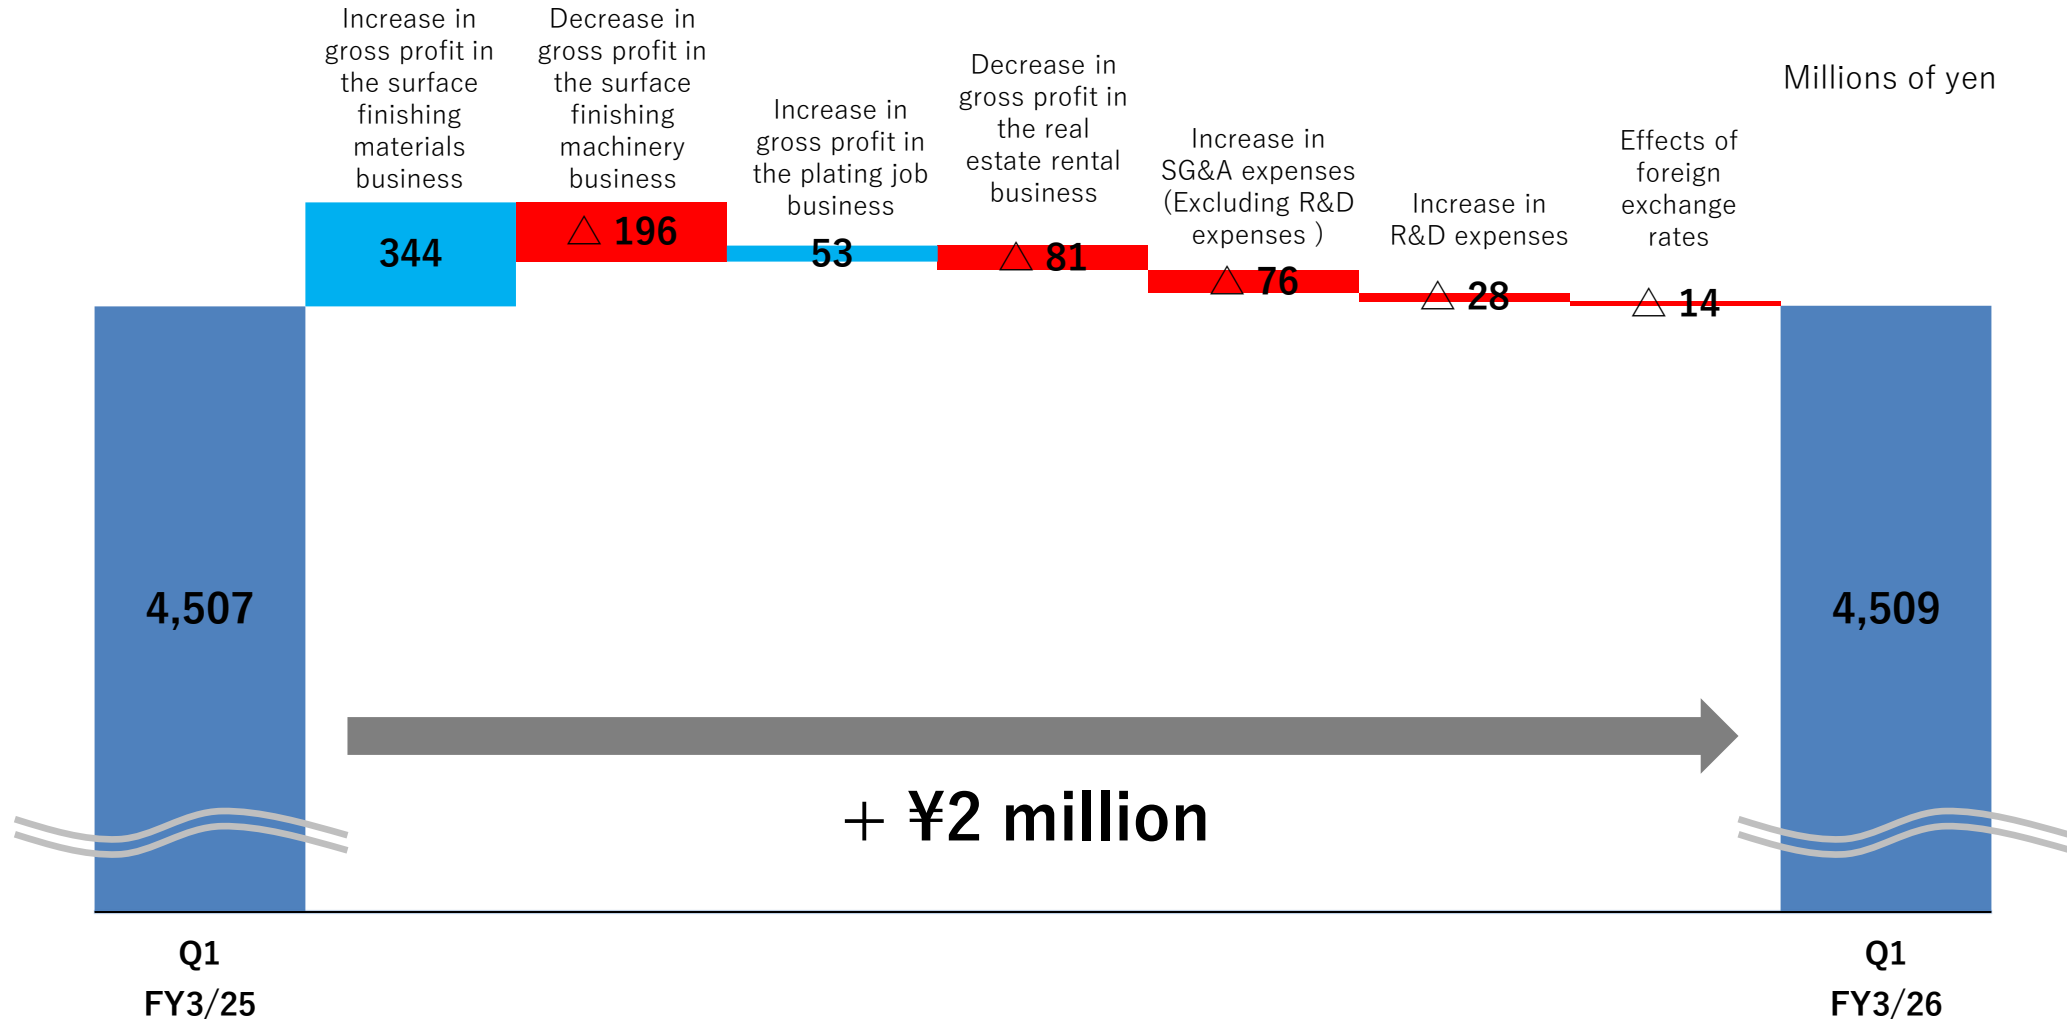 Increase in
gross profit in
the surface
finishing
materials
business
Decrease in
gross profit in
the surface
finishing
machinery
business
Increase in
gross profit in
the plating job
business
Decrease in
gross profit in
the real
estate rental
business
Increase in
SG&A expenses
(Excluding R&D
expenses )
Increase in
R&D expenses
Effects of
foreign
exchange
rates
Millions of yen
344
△ 196
53
△ 81
△ 76
△ 28
△ 14
4,507
4,509
+ ¥2 million
Q1
FY3/25
Q1
FY3/26